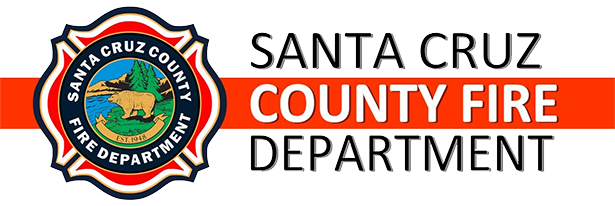 SANTA CRUZ COUNTY
EST. 1948
FIRE DEPARTMENT
SANTA CRUZ
COUNTY FIRE
DEPARTMENT